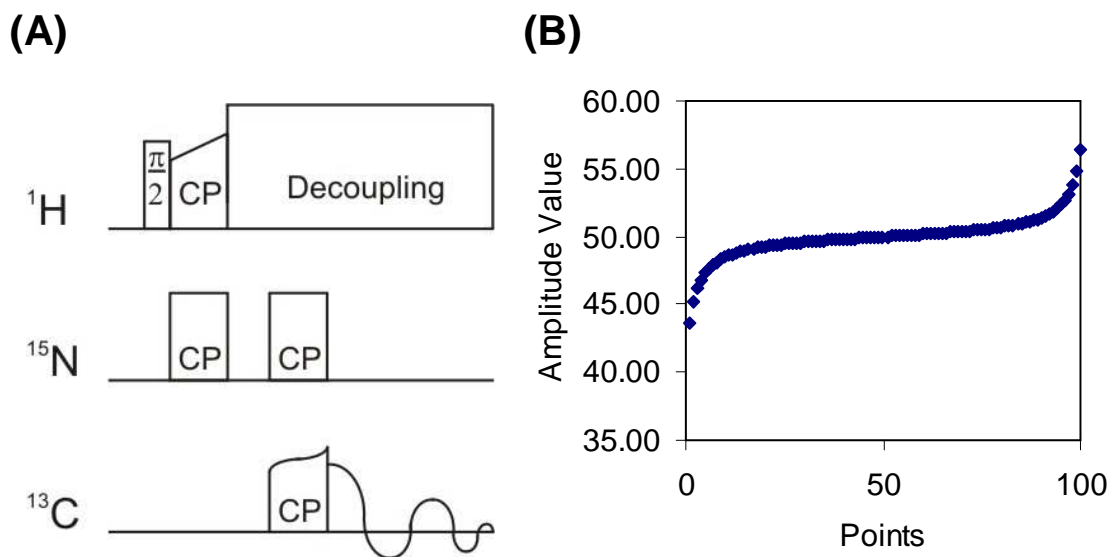 (A)
π/2
CP
Decoupling
¹H
CP
CP
¹⁵N
CP
¹³C
(B)
Amplitude Value
60.00
55.00
50.00
45.00
40.00
35.00
0
50
100
Points